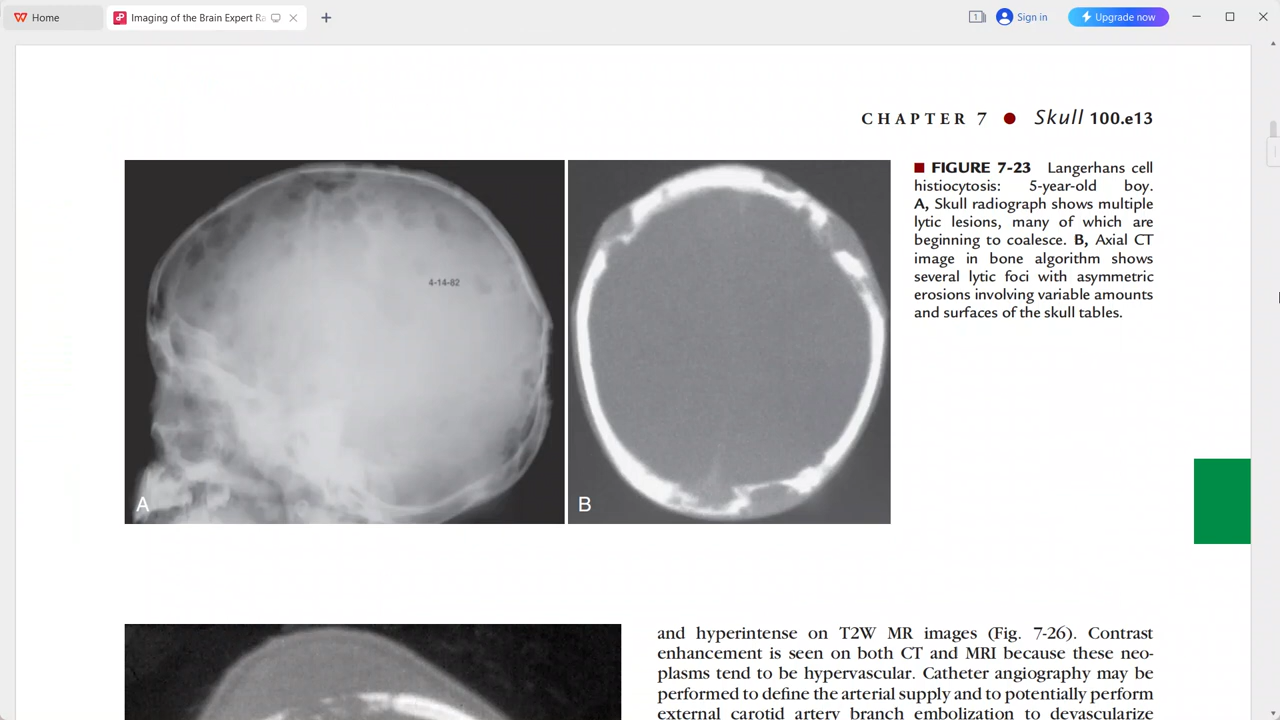 Home
Imaging of the Brain Expert Ra
Sign in
Upgrade now
CHAPTER 7 ● Skull 100.e13
■ FIGURE 7-23 Langerhans cell
histiocytosis: 5-year-old boy.
A, Skull radiograph shows multiple
lytic lesions, many of which are
beginning to coalesce. B, Axial CT
image in bone algorithm shows
several lytic foci with asymmetric
erosions involving variable amounts
and surfaces of the skull tables.
4-14-82
A
B
and hyperintense on T2W MR images (Fig. 7-26). Contrast
enhancement is seen on both CT and MRI because these neo-
plasms tend to be hypervascular. Catheter angiography may be
performed to define the arterial supply and to potentially perform
external carotid artery branch embolization to devascularize